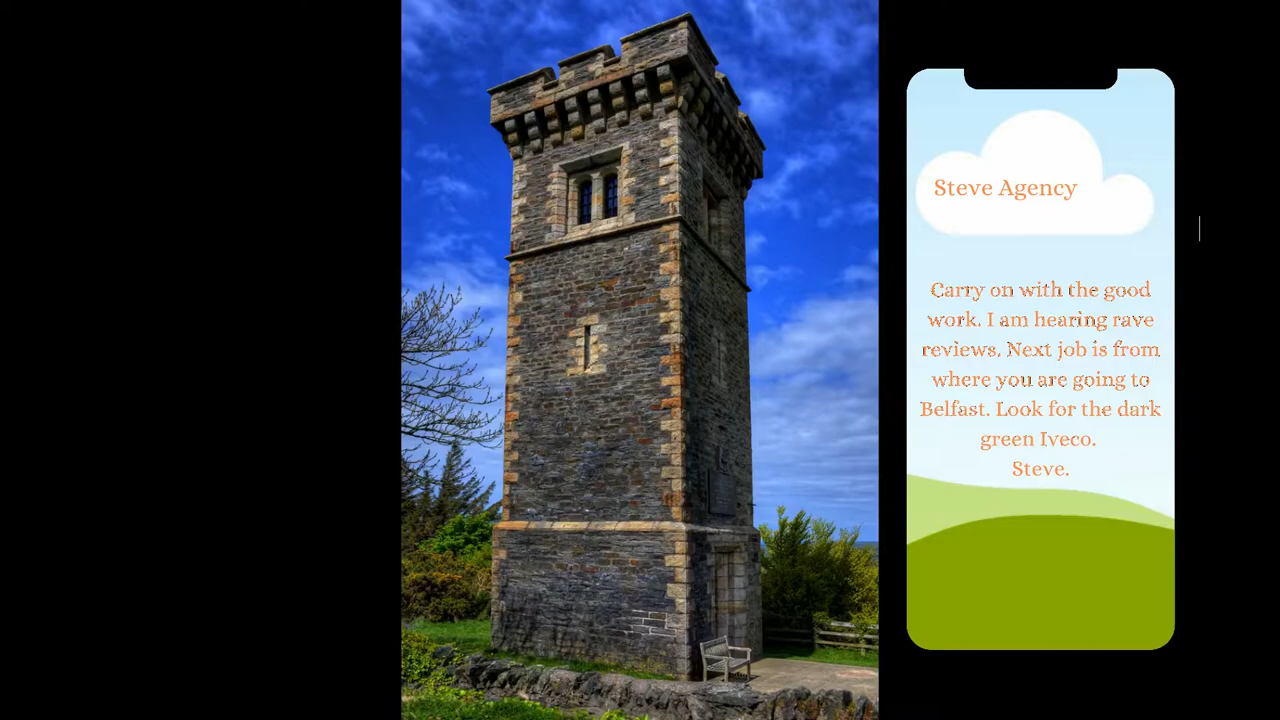 Steve Agency
Carry on with the good
work. I am hearing rave
reviews. Next job is from
where you are going to
Belfast. Look for the dark
green Iveco.
Steve.